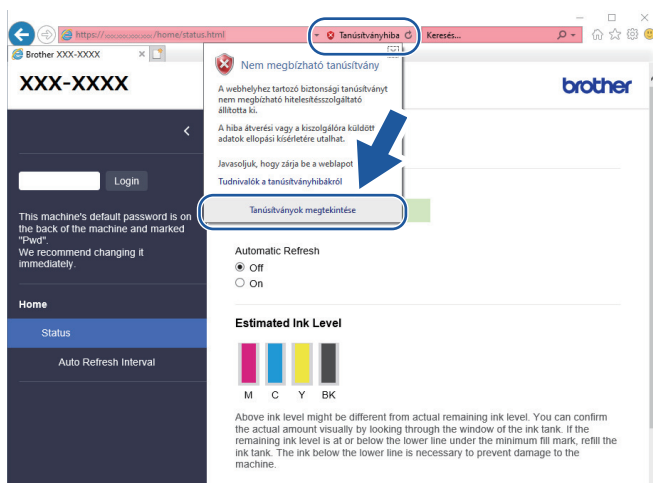 https://xxx.xxx.xxx.xxx/home/status.html
Tanúsítványhiba
Keresés...
Brother XXX-XXXX
XXX-XXXX
brother
Nem megbízható tanúsítvány
A webhelyhez tartozó biztonsági tanúsítványt
nem megbízható hitelesítésszolgáltató
állította ki.
A hiba átverési vagy a kiszolgálóra küldött
adatok ellopási kísérletére utalhat.
Javasoljuk, hogy zárja be a weblapot
Tudnivalók a tanúsítványhibákról
Tanúsítványok megtekintése
Login
This machine's default password is on
the back of the machine and marked
"Pwd".
We recommend changing it
immediately.
Home
Status
Auto Refresh Interval
Automatic Refresh
Off
On
Estimated Ink Level
M C Y BK
Above ink level might be different from actual remaining ink level. You can confirm
the actual amount visually by looking through the window of the ink tank. If the
remaining ink level is at or below the lower line under the minimum fill mark, refill the
ink tank. The ink below the lower line is necessary to prevent damage to the
machine.